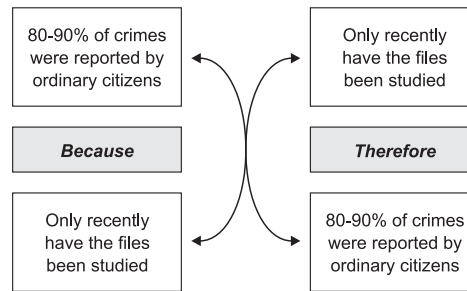 80-90% of crimes
were reported by
ordinary citizens
Because
Only recently
have the files
been studied
Only recently
have the files
been studied
Therefore
80-90% of crimes
were reported by
ordinary citizens